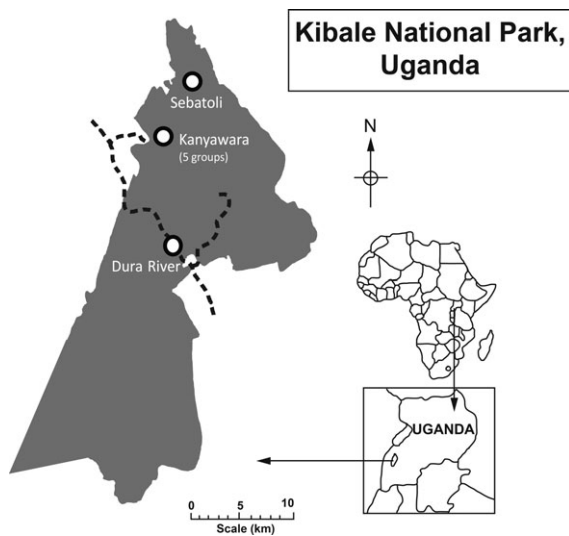 Kibale National Park,
Uganda
Sebatoli
Kanyawara
(5 groups)
N
Dura River
UGANDA
0 5 10
Scale (km)